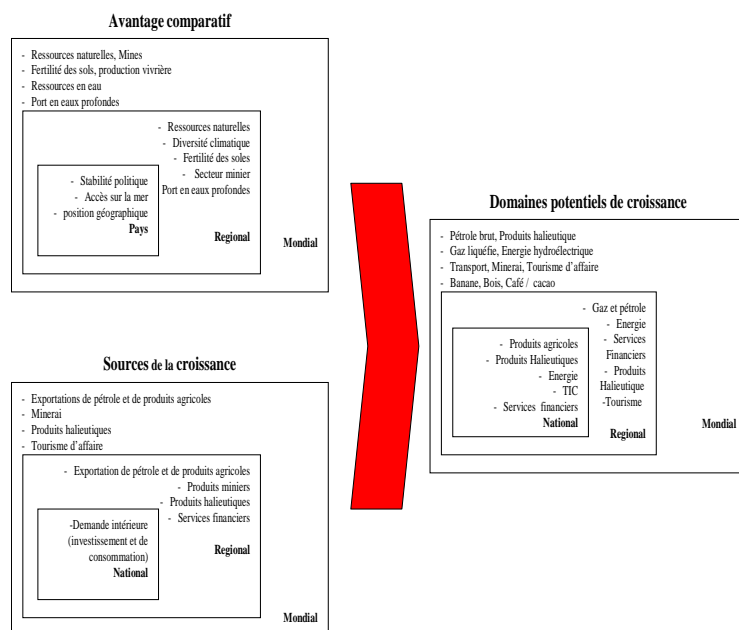 Avantage comparatif
- Ressources naturelles, Mines
- Fertilité des sols, production vivrière
- Ressources en eau
- Port en eaux profondes
- Ressources naturelles
- Diversité climatique
- Fertilité des soles
- Secteur minier
Port en eaux profondes
- Stabilité politique
- Accès sur la mer
- position géographique
Pays
Regional
Mondial
Sources de la croissance
- Exportations de pétrole et de produits agricoles
- Minerai
- Produits halieutiques
- Tourisme d'affaire
- Exportation de pétrole et de produits agricoles
- Produits miniers
- Produits halieutiques
- Services financiers
-Demande intérieure
(investissement et de
consommation)
National
Regional
Mondial
Domaines potentiels de croissance
- Pétrole brut, Produits halieutique
- Gaz liquéfie, Energie hydroélectrique
- Transport, Minerai, Tourisme d'affaire
- Banane, Bois, Café / cacao
- Gaz et pétrole
- Energie
- Services
Financiers
- Produits
Halieutique
-Tourisme
- Produits agricoles
- Produits Halieutiques
- Energie
- TIC
- Services financiers
National
Regional
Mondial